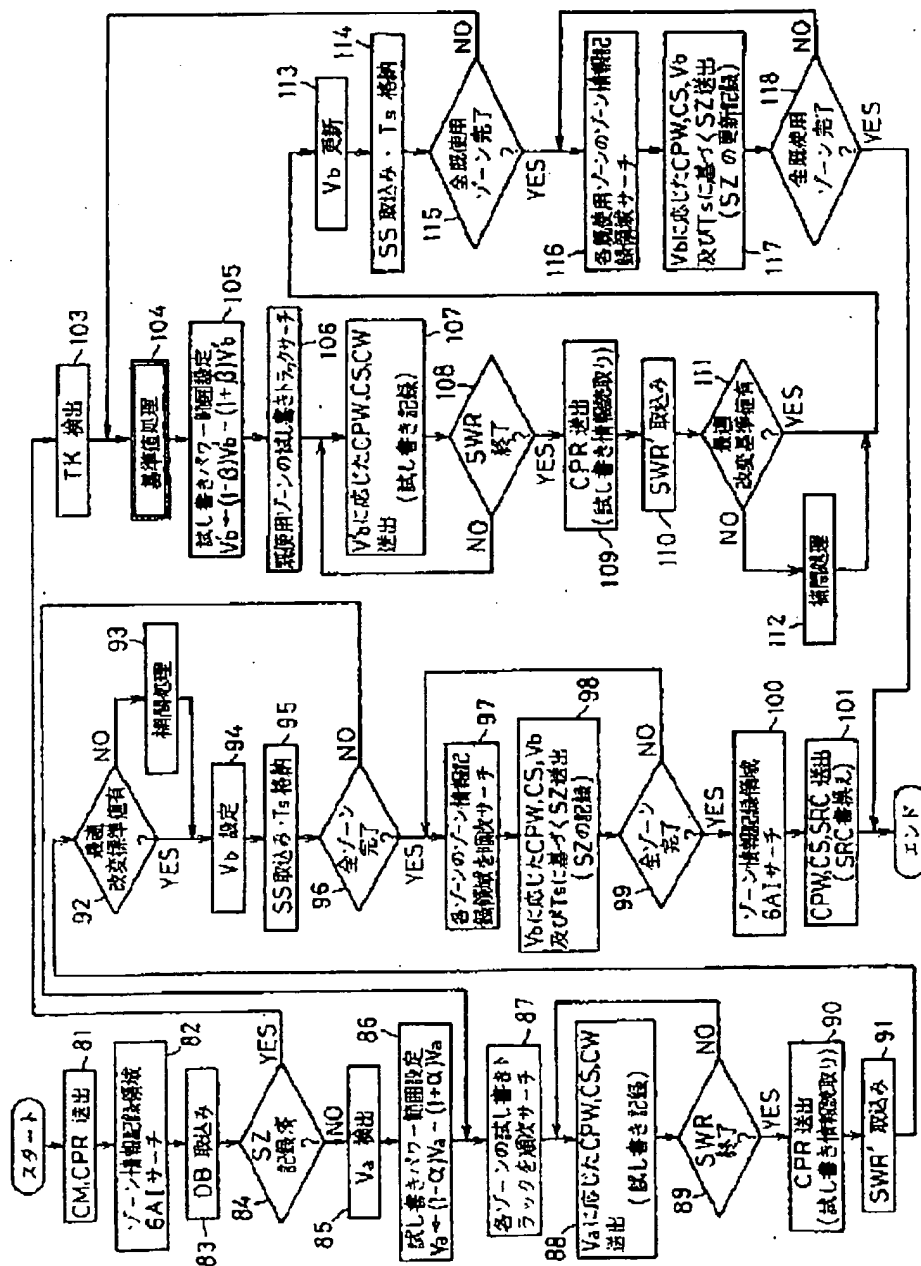 スタート
CM,CPR 送出
81
ゾーン情報記録領域
6AIサーチ
82
DB 取込み
83
SZ
記録済
?
84
YES
NO
Va 検出
85
試し書きパワー範囲設定
Va←(1-α)Va − (1+α)Va
86
各ゾーンの試し書きト
ラックを順次サーチ
87
Vaに応じたCPW,CS,CW
送出
(試し書き記録)
88
SWR
終了
?
89
NO
YES
CPR 送出
(試し書き情報読取り)
90
SWR' 取込み
91
最適
改変標準値有
?
92
NO
YES
補間処理
93
Vb 設定
94
SS取込み・Ts格納
95
全ゾーン
完了
?
96
NO
YES
各ゾーンのゾーン情報記
録領域を順次サーチ
97
Vbに応じたCPW,CS,Vb
及びTsに基づくSZ送出
(SZの記録)
98
全ゾーン
完了
?
99
NO
YES
ゾーン情報記録領域
6AIサーチ
100
CPW,CS,SRC 送出
(SRC書換え)
101
エンド
TK 検出
103
基準値処理
104
試し書きパワー範囲設定
V'b←(1-β)V'b − (1+β)V'b
105
既使用ゾーンの試し書きトラックサーチ
106
V'bに応じたCPW,CS,CW
送出
(試し書き記録)
107
SWR
終了
?
108
NO
YES
CPR 送出
(試し書き情報読取り)
109
SWR' 取込み
110
最適
改変基準値有
?
111
NO
YES
補間処理
112
Vb 更新
113
SS 取込み・Ts 格納
114
全既使用
ゾーン完了
?
115
NO
YES
各既使用ゾーンのゾーン情報記
録領域サーチ
116
Vbに応じたCPW,CS,Vb
及びTsに基づくSZ送出
(SZ の更新記録)
117
全既使用
ゾーン完了
?
118
NO
YES